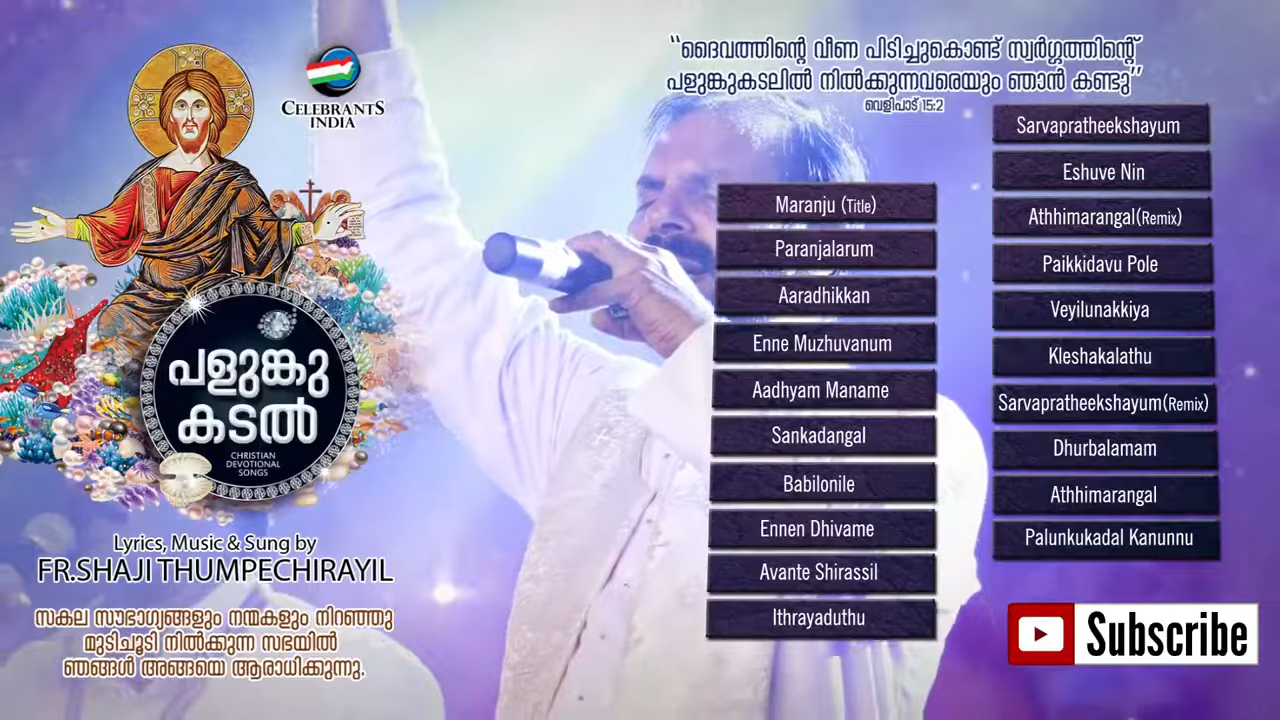 CELEBRANTS
INDIA
പളുങ്കു
കടൽ
CHRISTIAN
DEVOTIONAL
SONGS
Lyrics, Music & Sung by
FR.SHAJI THUMPECHIRAYIL
സകല സൗഭാഗ്യങ്ങളും നന്മകളും നിറഞ്ഞു
മുടിചൂടി നിൽക്കുന്ന സഭയിൽ
ഞങ്ങൾ അങ്ങയെ ആരാധിക്കുന്നു.
“ദൈവത്തിന്റെ വീണ പിടിച്ചുകൊണ്ട് സ്വർഗ്ഗത്തിന്റെ
പളുങ്കുകടലിൽ നിൽക്കുന്നവരെയും ഞാൻ കണ്ടു”
വെളിപാട് 15:2
Maranju (Title)
Paranjalarum
Aaradhikkan
Enne Muzhuvanum
Aadhyam Maname
Sankadangal
Babilonile
Ennen Dhivame
Avante Shirassil
Ithrayaduthu
Sarvapratheekshayum
Eshuve Nin
Athhimarangal(Remix)
Paikkidavu Pole
Veyilunakkiya
Kleshakalathu
Sarvapratheekshayum(Remix)
Dhurbalamam
Athhimarangal
Palunkukadal Kanunnu
Subscribe